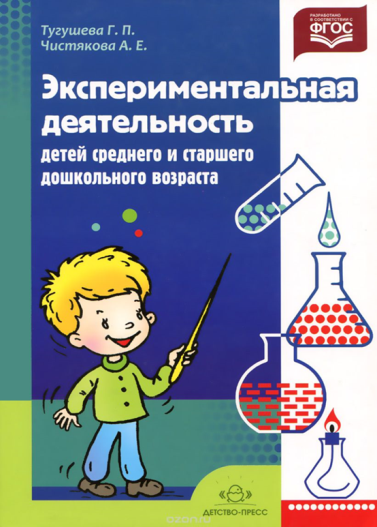 Тугушева Г. П.
Чистякова А. Е.
РАЗРАБОТАНО
В СООТВЕТСТВИИ С
ФГОС
Экспериментальная
деятельность
детей среднего и старшего
дошкольного возраста
ДЕТСТВО-ПРЕСС